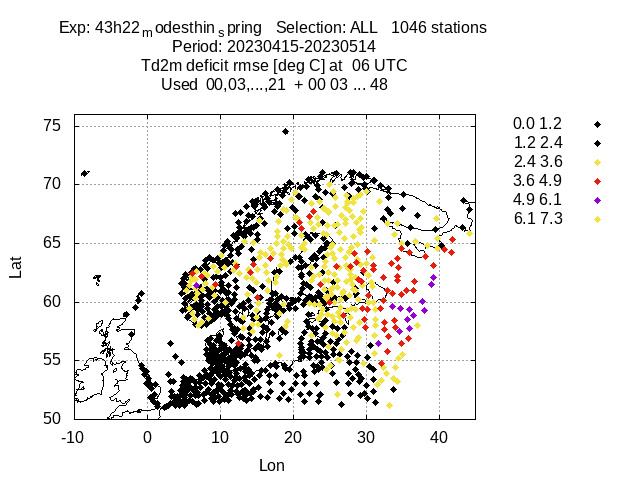 Exp: 43h22modesthinspring Selection: ALL 1046 stations
Period: 20230415-20230514
Td2m deficit rmse [deg C] at 06 UTC
Used 00,03,...,21 + 00 03 ... 48
0.0 1.2
1.2 2.4
2.4 3.6
3.6 4.9
4.9 6.1
6.1 7.3
75
70
65
60
55
50
Lat
-10 0 10 20 30 40
Lon